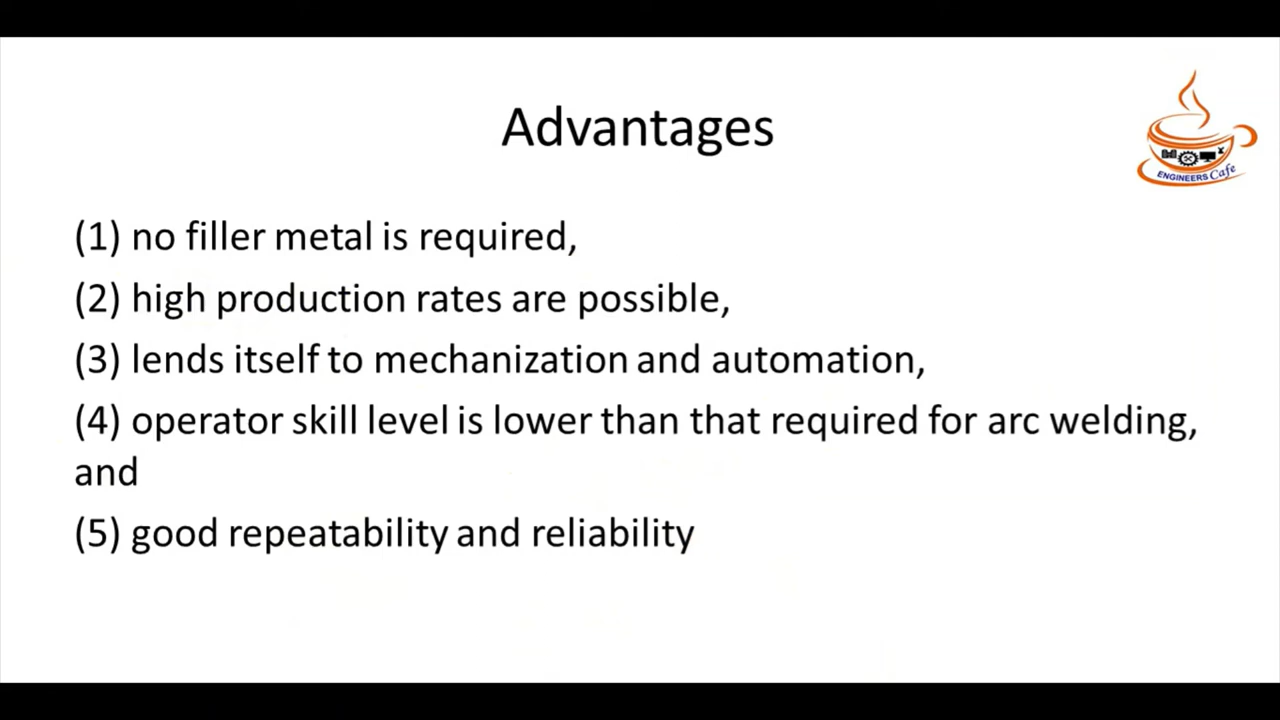 Advantages
ENGINEERS Cafe
(1) no filler metal is required,
(2) high production rates are possible,
(3) lends itself to mechanization and automation,
(4) operator skill level is lower than that required for arc welding,
and
(5) good repeatability and reliability